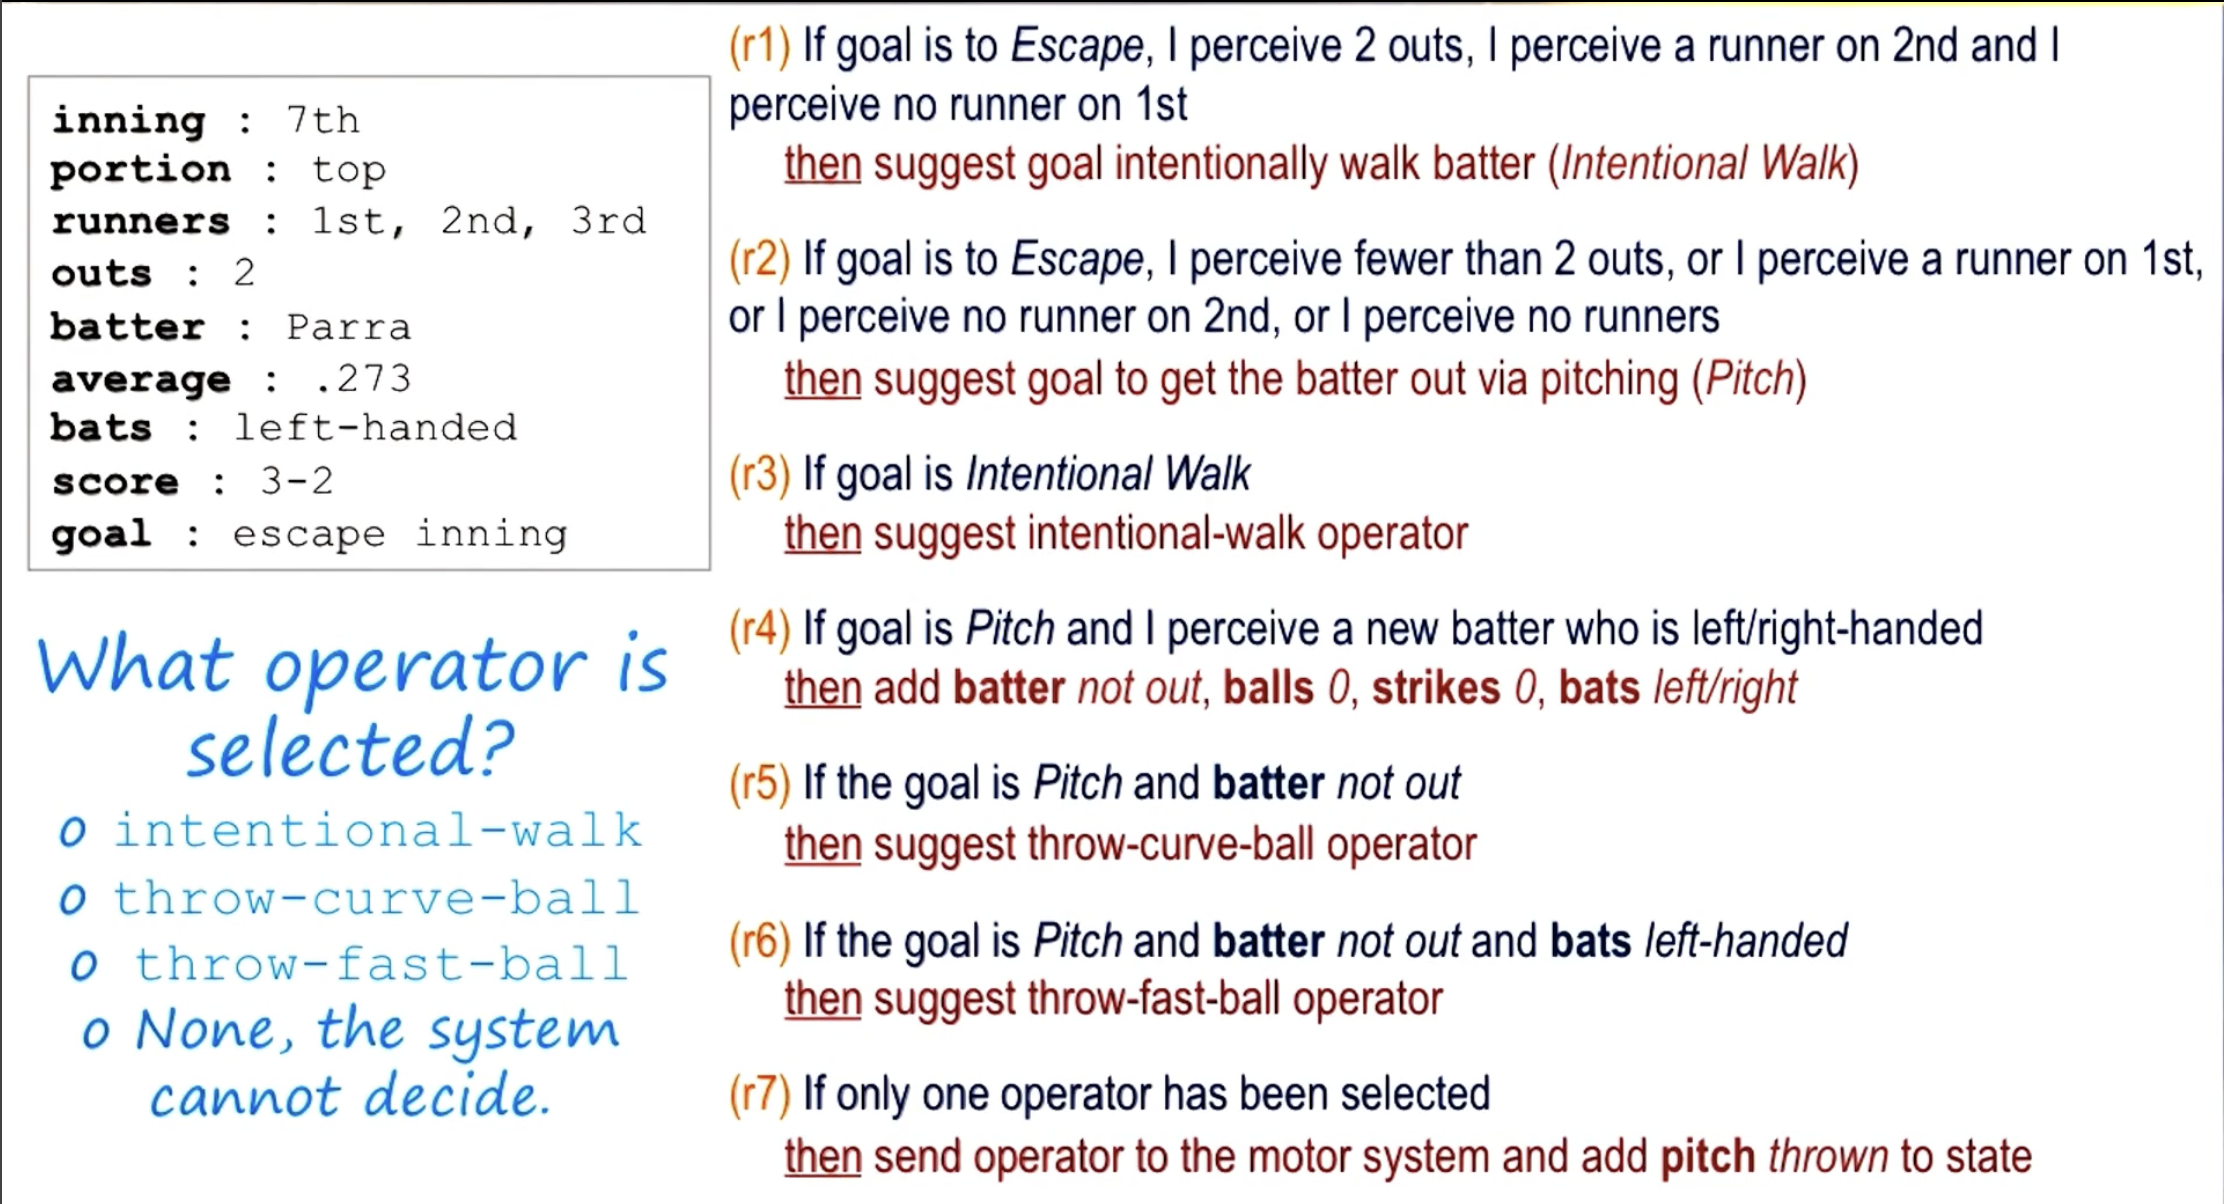 inning : 7th
portion : top
runners : 1st, 2nd, 3rd
outs : 2
batter : Parra
average : .273
bats : left-handed
score : 3-2
goal : escape inning
What operator is
selected?
o intentional-walk
o throw-curve-ball
o throw-fast-ball
o None, the system
cannot decide.
(r1) If goal is to Escape, I perceive 2 outs, I perceive a runner on 2nd and I
perceive no runner on 1st
then suggest goal intentionally walk batter (Intentional Walk)
(r2) If goal is to Escape, I perceive fewer than 2 outs, or I perceive a runner on 1st,
or I perceive no runner on 2nd, or I perceive no runners
then suggest goal to get the batter out via pitching (Pitch)
(r3) If goal is Intentional Walk
then suggest intentional-walk operator
(r4) If goal is Pitch and I perceive a new batter who is left/right-handed
then add batter not out, balls 0, strikes 0, bats left/right
(r5) If the goal is Pitch and batter not out
then suggest throw-curve-ball operator
(r6) If the goal is Pitch and batter not out and bats left-handed
then suggest throw-fast-ball operator
(r7) If only one operator has been selected
then send operator to the motor system and add pitch thrown to state